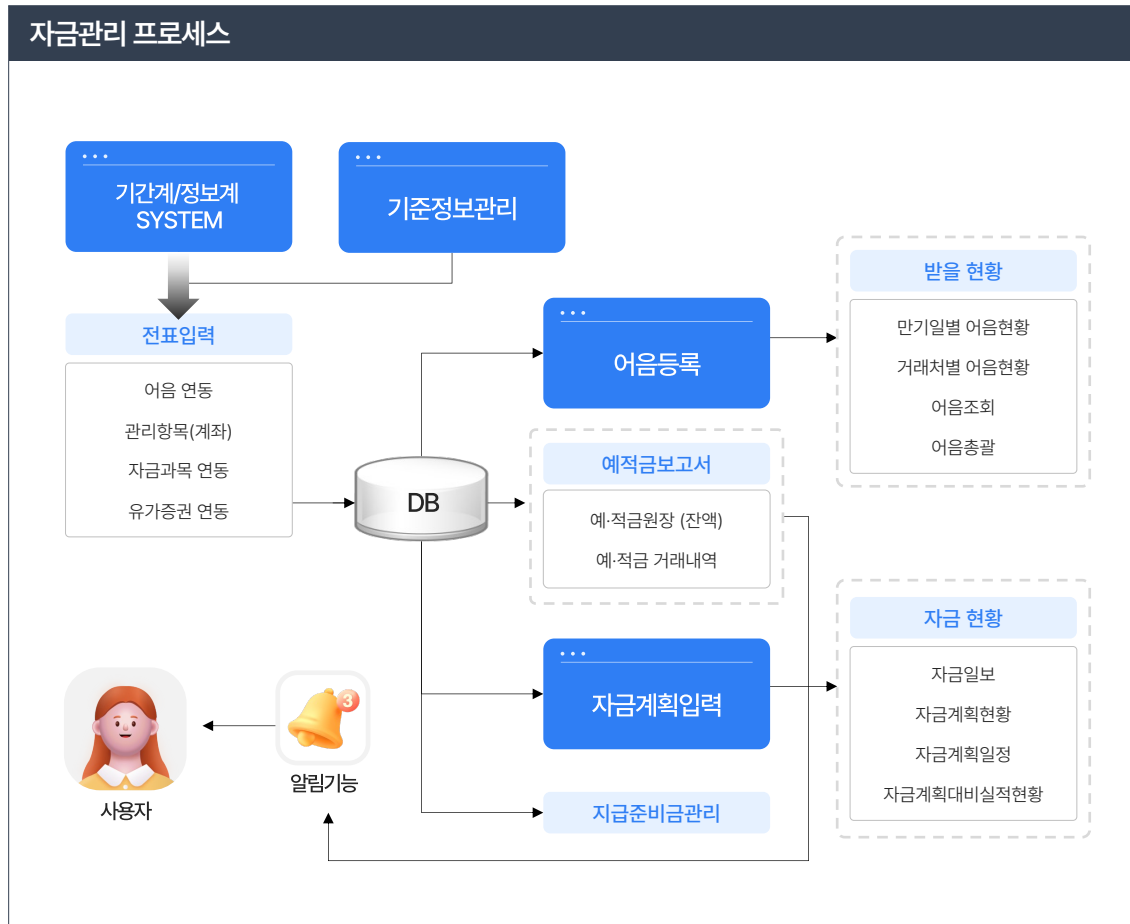 자금관리 프로세스
기간계/정보계
SYSTEM
기준정보관리
전표입력
어음 연동
관리항목(계좌)
자금과목 연동
유가증권 연동
DB
어음등록
받을 현황
만기일별 어음현황
거래처별 어음현황
어음조회
어음총괄
예적금보고서
예·적금원장 (잔액)
예·적금 거래내역
자금계획입력
자금 현황
자금일보
자금계획현황
자금계획일정
자금계획대비실적현황
지급준비금관리
3
알림기능
사용자